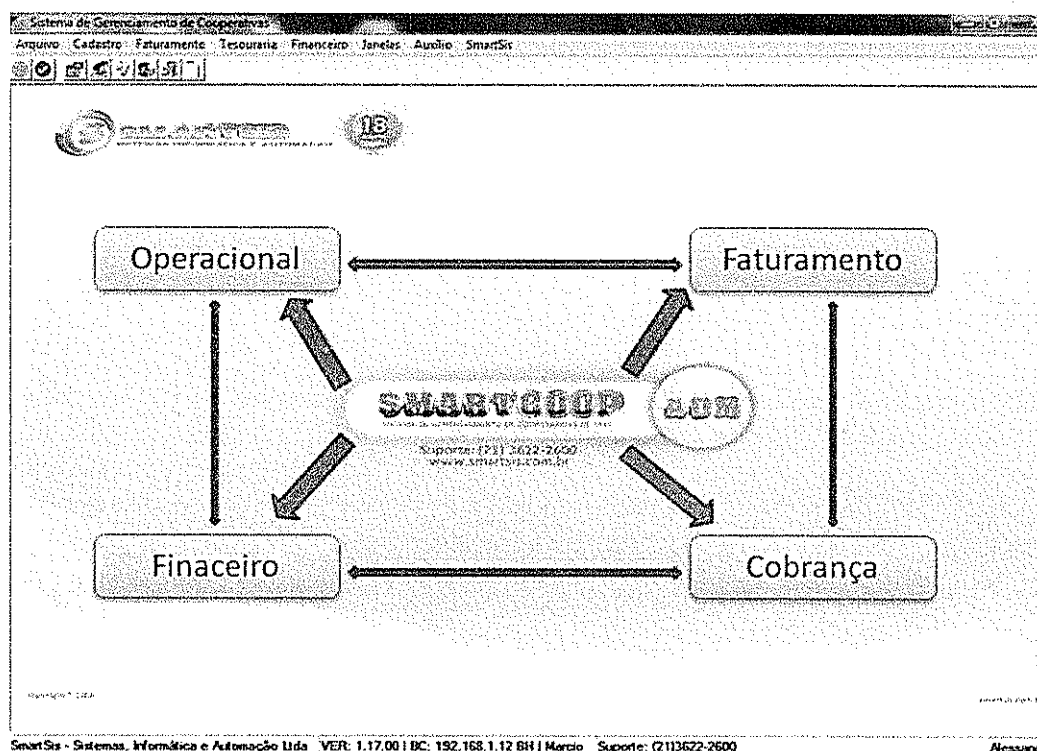 Sistema de Gerenciamento de Cooperativas
Arquivo Cadastro Faturamento Tesouraria Financeiro Janelas Auxílio SmartSis
18
Operacional
Faturamento
SMARTCOOP
Suporte: (21) 3622-2600
www.smartsis.com.br
Finaceiro
Cobrança
SmartSis - Sistemas, Informática e Automação Ltda VER: 1.17.00 | BC: 192.168.1.12 BH | Marcio Suporte: (21)3622-2600